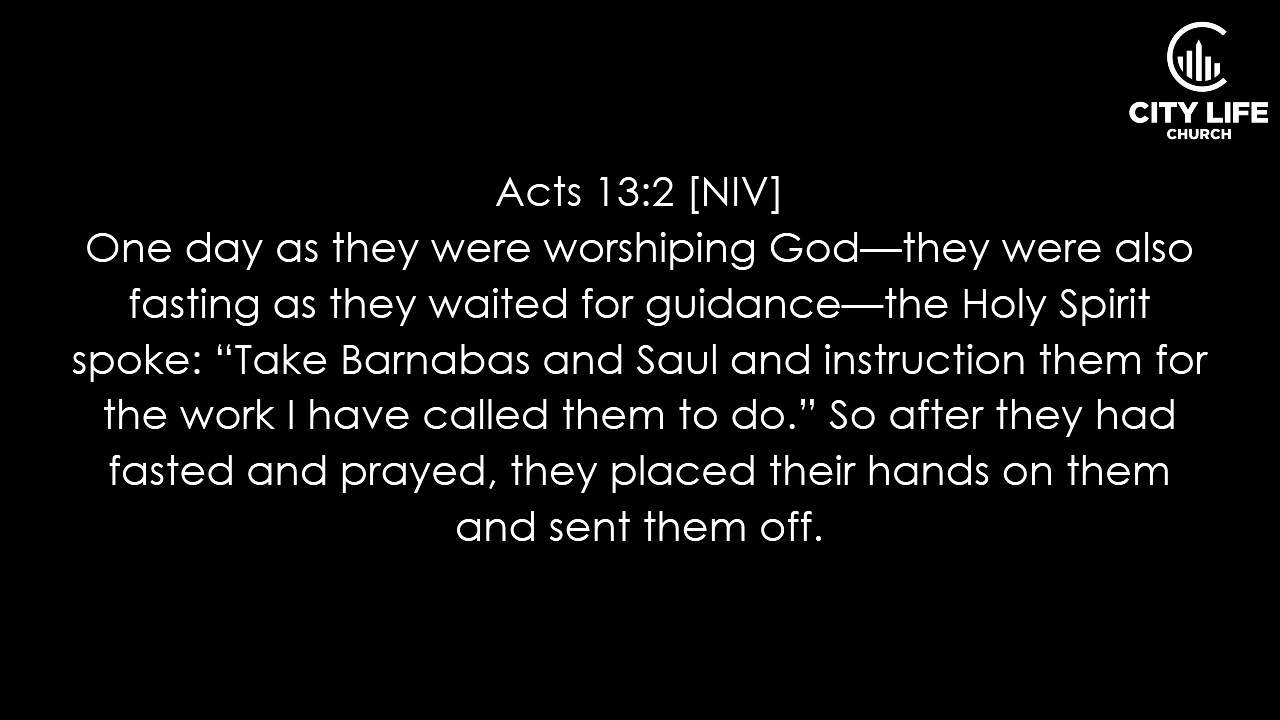 CITY LIFE
CHURCH
Acts 13:2 [NIV]
One day as they were worshiping God—they were also
fasting as they waited for guidance—the Holy Spirit
spoke: “Take Barnabas and Saul and instruction them for
the work I have called them to do.” So after they had
fasted and prayed, they placed their hands on them
and sent them off.